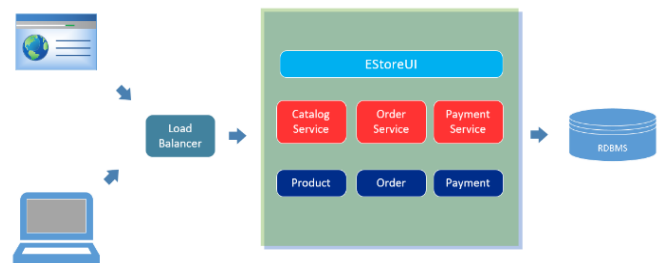 EStoreUI
Load
Balancer
Catalog
Service
Order
Service
Payment
Service
Product
Order
Payment
RDBMS